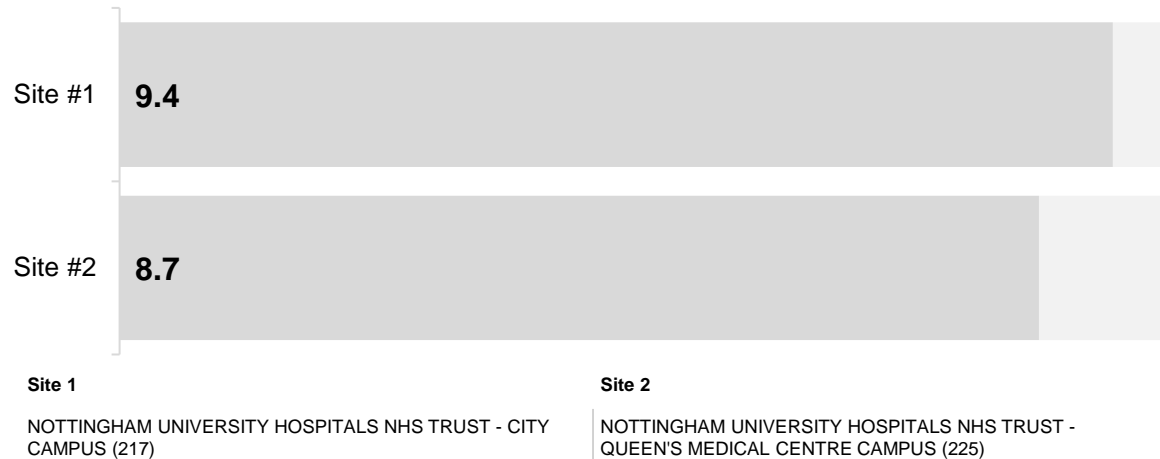 Site #1
9.4
Site #2
8.7
Site 1
NOTTINGHAM UNIVERSITY HOSPITALS NHS TRUST - CITY
CAMPUS (217)
Site 2
NOTTINGHAM UNIVERSITY HOSPITALS NHS TRUST -
QUEEN'S MEDICAL CENTRE CAMPUS (225)